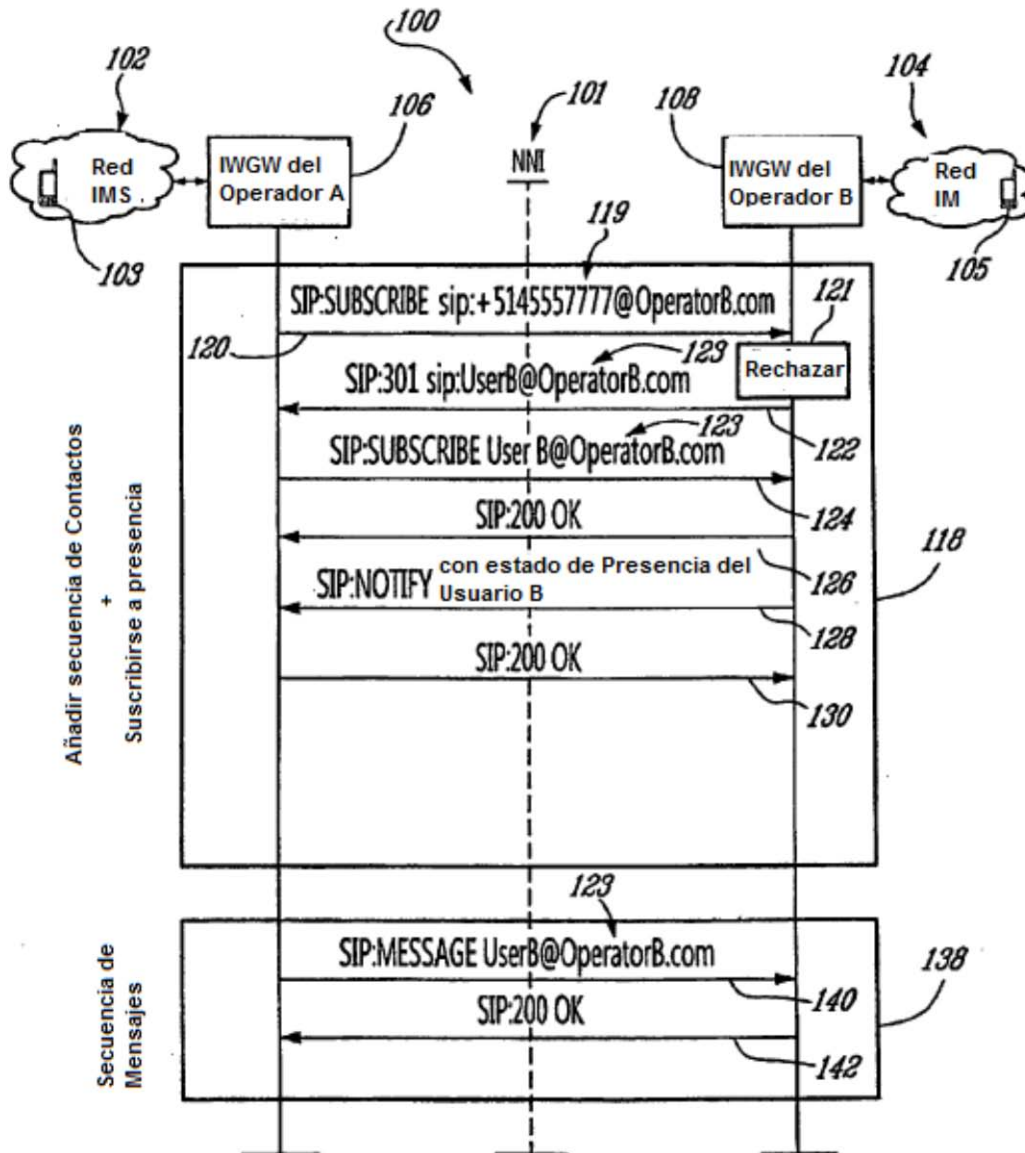 100
102
106
101
108
104
Red
IMS
IWGW del
Operador A
NNI
IWGW del
Operador B
Red
IM
103
105
119
SIP:SUBSCRIBE sip:+5145557777@OperatorB.com
121
120
123
Rechazar
SIP:301 sip:UserB@OperatorB.com
123
122
SIP:SUBSCRIBE User B@OperatorB.com
124
SIP:200 OK
126
118
SIP:NOTIFY con estado de Presencia del
Usuario B
128
SIP:200 OK
130
Añadir secuencia de Contactos
+
Suscribirse a presencia
123
SIP:MESSAGE UserB@OperatorB.com
138
140
SIP:200 OK
142
Secuencia de
Mensajes